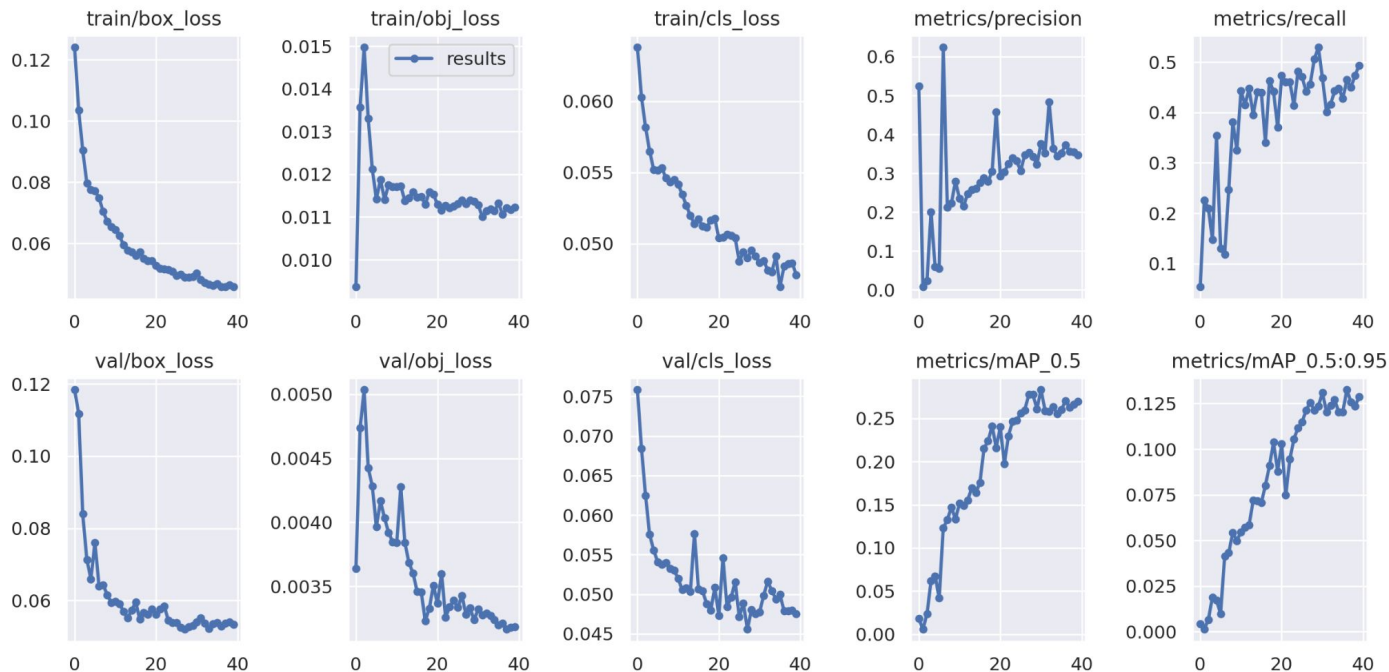 train/box_loss
0.12
0.10
0.08
0.06
0 20 40
train/obj_loss
results
0.015
0.014
0.013
0.012
0.011
0.010
0 20 40
train/cls_loss
0.060
0.055
0.050
0 20 40
metrics/precision
0.6
0.5
0.4
0.3
0.2
0.1
0.0
0 20 40
metrics/recall
0.5
0.4
0.3
0.2
0.1
0 20 40
val/box_loss
0.12
0.10
0.08
0.06
0 20 40
val/obj_loss
0.0050
0.0045
0.0040
0.0035
0 20 40
val/cls_loss
0.075
0.070
0.065
0.060
0.055
0.050
0.045
0 20 40
metrics/mAP_0.5
0.25
0.20
0.15
0.10
0.05
0.00
0 20 40
metrics/mAP_0.5:0.95
0.125
0.100
0.075
0.050
0.025
0.000
0 20 40